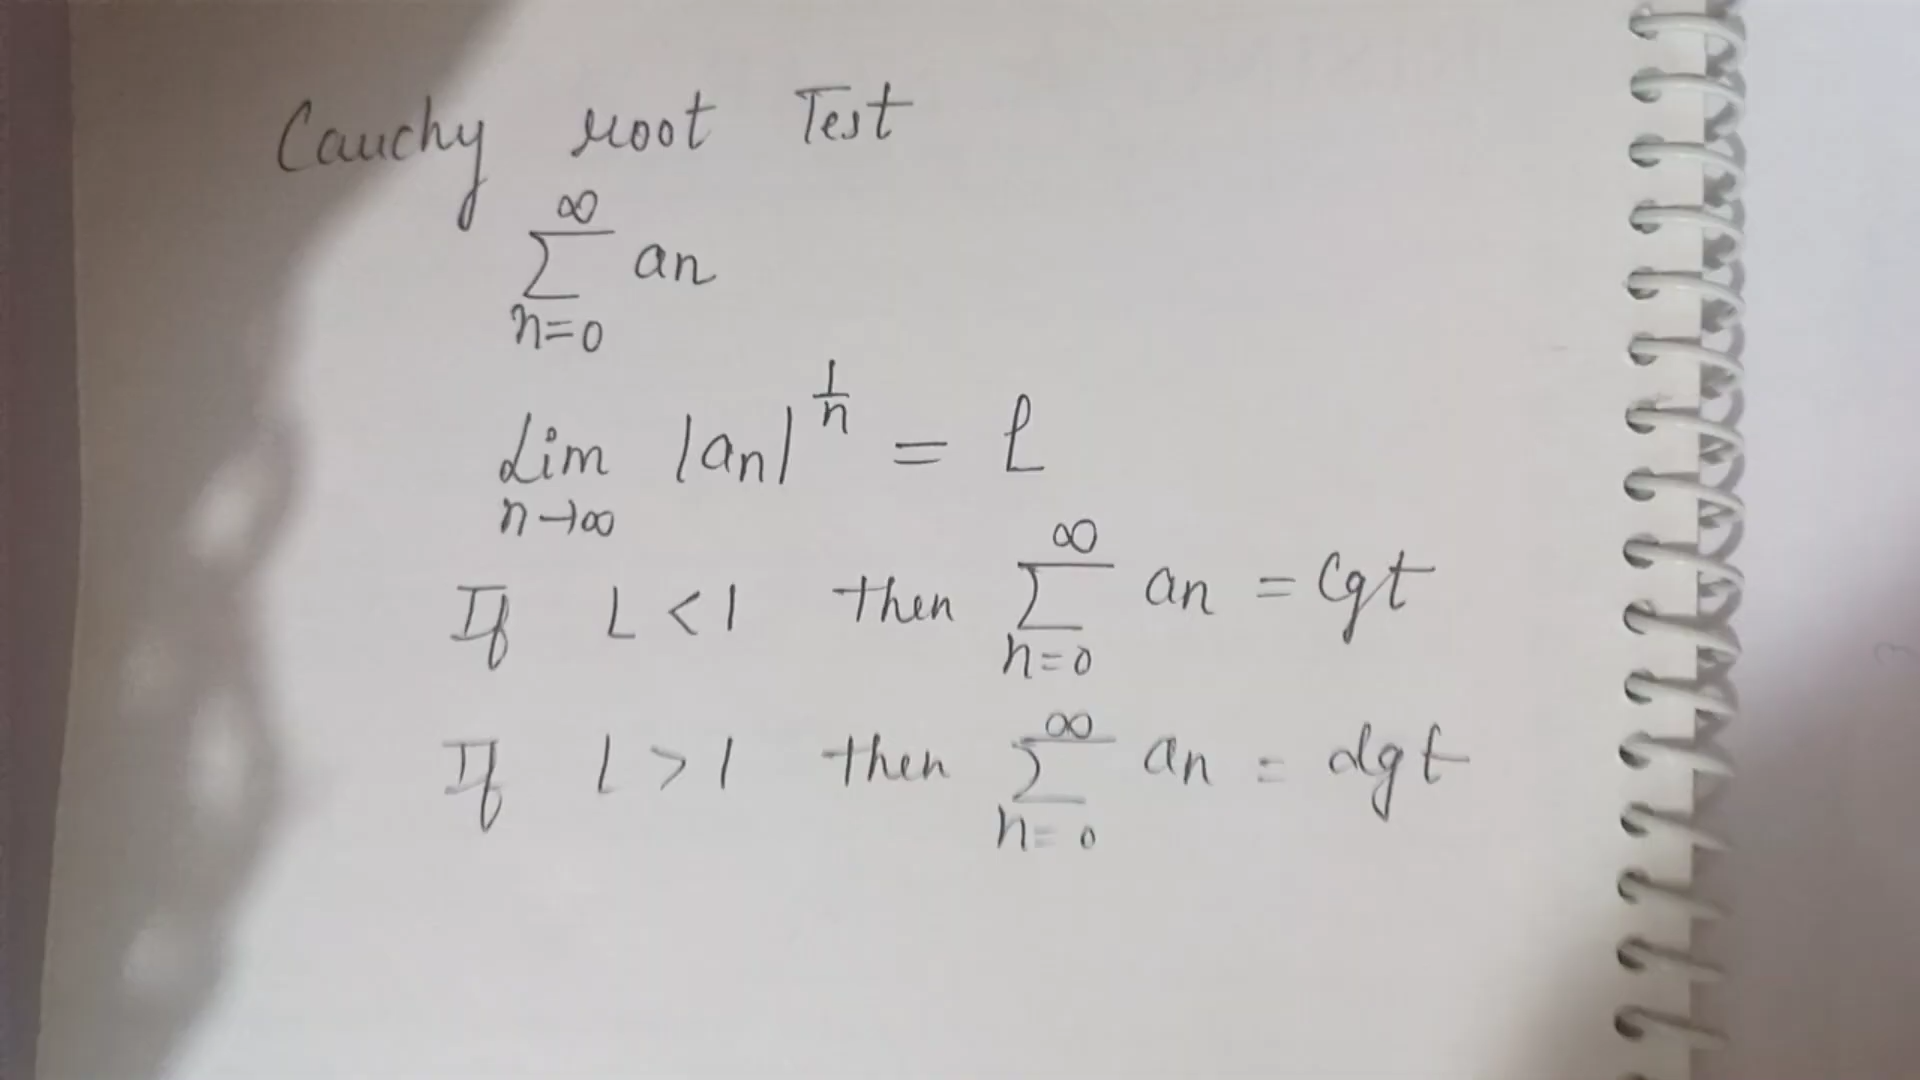 Cauchy root Test
∞
∑ an
n=0
Lim |an|^1/n = L
n→∞
If L < 1 then ∞∑n=0 an = Cgt
If L > 1 then ∞∑n=0 an = dgt